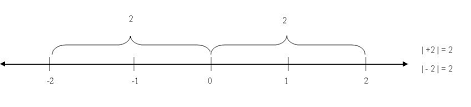 2 2
|+2| = 2
|- 2| = 2
-2 -1 0 1 2